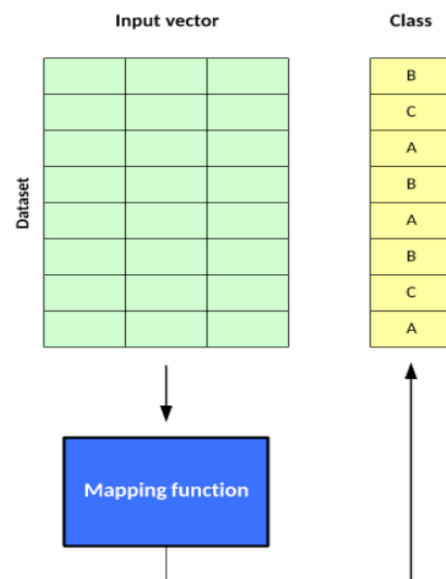 Input vector
Class
Dataset
B
C
A
B
A
B
C
A
Mapping function